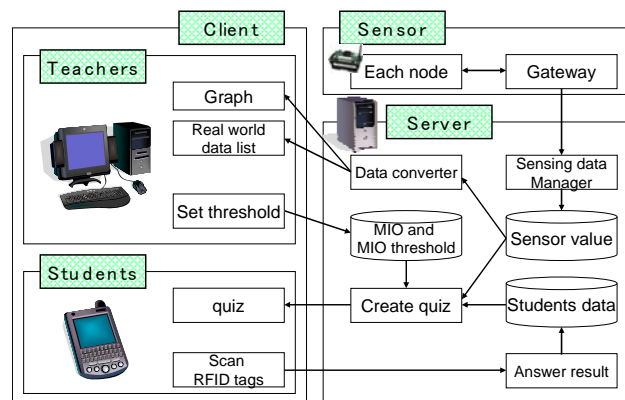 Client
Teachers
Graph
Real world
data list
Set threshold
Students
quiz
Scan
RFID tags
Sensor
Each node
Gateway
Server
Data converter
Sensing data
Manager
MIO and
MIO threshold
Sensor value
Create quiz
Students data
Answer result